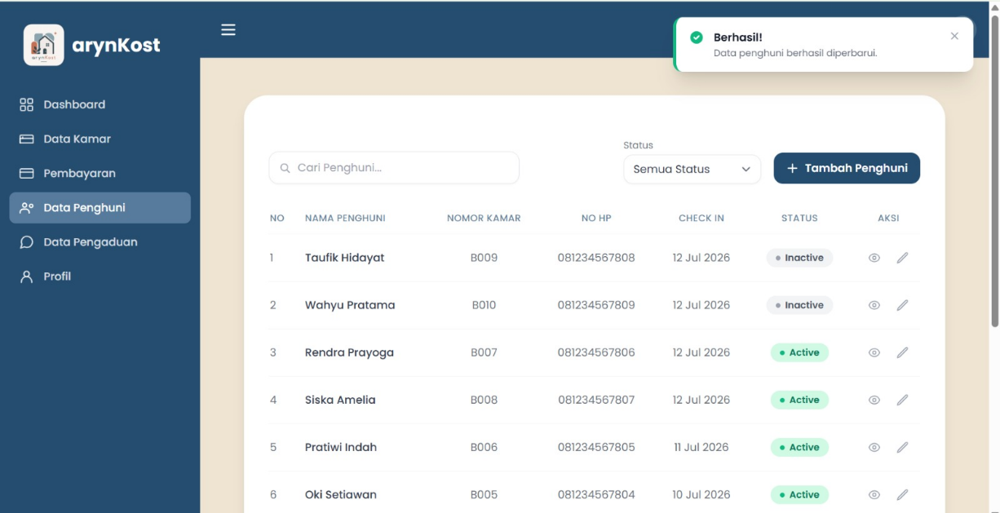 arynKost
Berhasil!
Data penghuni berhasil diperbarui.
Dashboard
Data Kamar
Pembayaran
Data Penghuni
Data Pengaduan
Profil
Cari Penghuni...
Status
Semua Status
+ Tambah Penghuni
NO NAMA PENGHUNI NOMOR KAMAR NO HP CHECK IN STATUS AKSI
1 Taufik Hidayat B009 081234567808 12 Jul 2026 Inactive
2 Wahyu Pratama B010 081234567809 12 Jul 2026 Inactive
3 Rendra Prayoga B007 081234567806 12 Jul 2026 Active
4 Siska Amelia B008 081234567807 12 Jul 2026 Active
5 Pratiwi Indah B006 081234567805 11 Jul 2026 Active
6 Oki Setiawan B005 081234567804 10 Jul 2026 Active